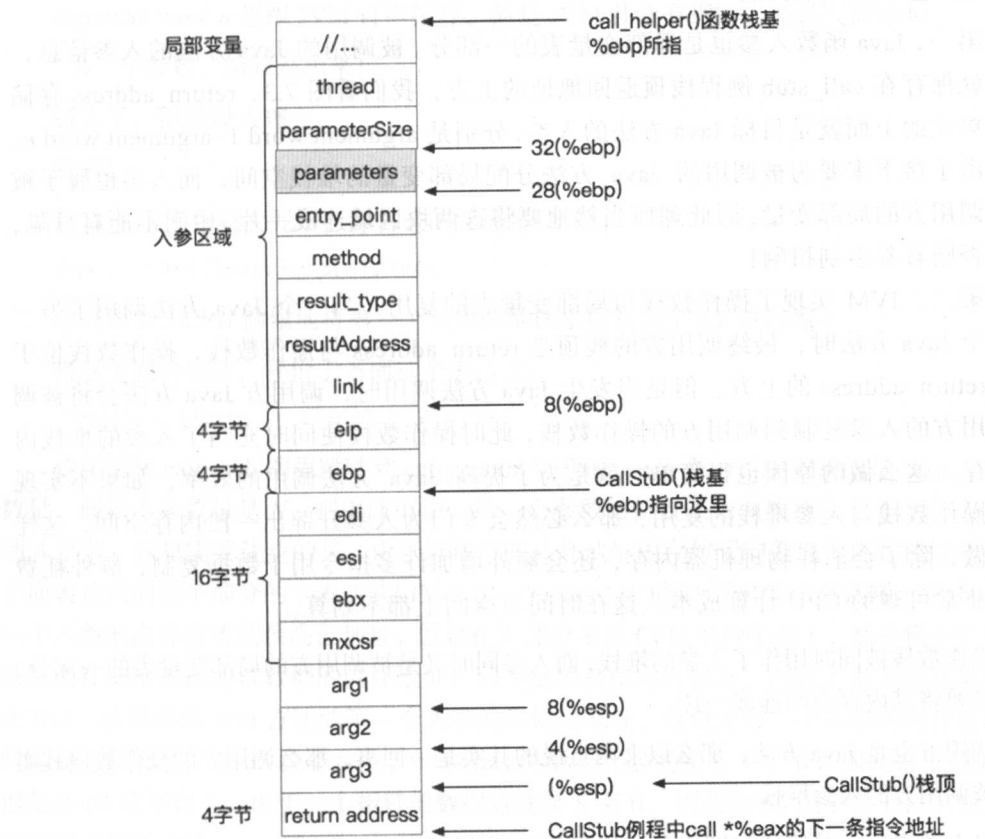 局部变量
//...
call_helper()函数栈基
%ebp所指
thread
parameterSize
32(%ebp)
parameters
28(%ebp)
entry_point
入参区域
method
result_type
resultAddress
link
8(%ebp)
4字节
eip
4字节
ebp
CallStub()栈基
%ebp指向这里
edi
esi
16字节
ebx
mxcsr
arg1
8(%esp)
arg2
4(%esp)
arg3
(%esp)
CallStub()栈顶
4字节
return address
CallStub例程中call *%eax的下一条指令地址